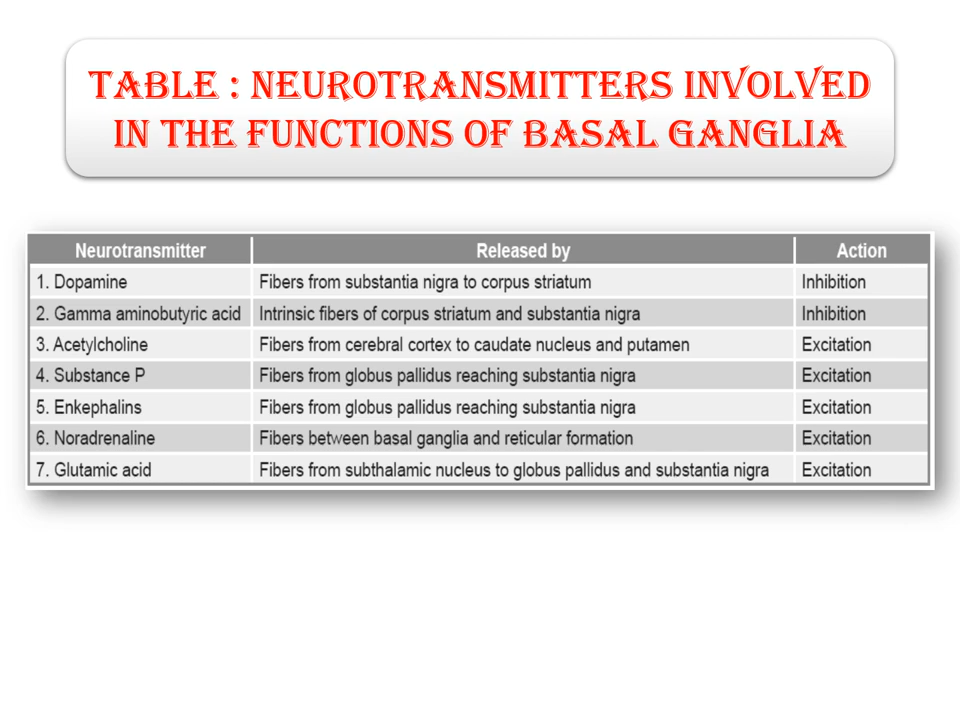 TABLE : NEUROTRANSMITTERS INVOLVED
IN THE FUNCTIONS OF BASAL GANGLIA
Neurotransmitter Released by Action
1. Dopamine Fibers from substantia nigra to corpus striatum Inhibition
2. Gamma aminobutyric acid Intrinsic fibers of corpus striatum and substantia nigra Inhibition
3. Acetylcholine Fibers from cerebral cortex to caudate nucleus and putamen Excitation
4. Substance P Fibers from globus pallidus reaching substantia nigra Excitation
5. Enkephalins Fibers from globus pallidus reaching substantia nigra Excitation
6. Noradrenaline Fibers between basal ganglia and reticular formation Excitation
7. Glutamic acid Fibers from subthalamic nucleus to globus pallidus and substantia nigra Excitation